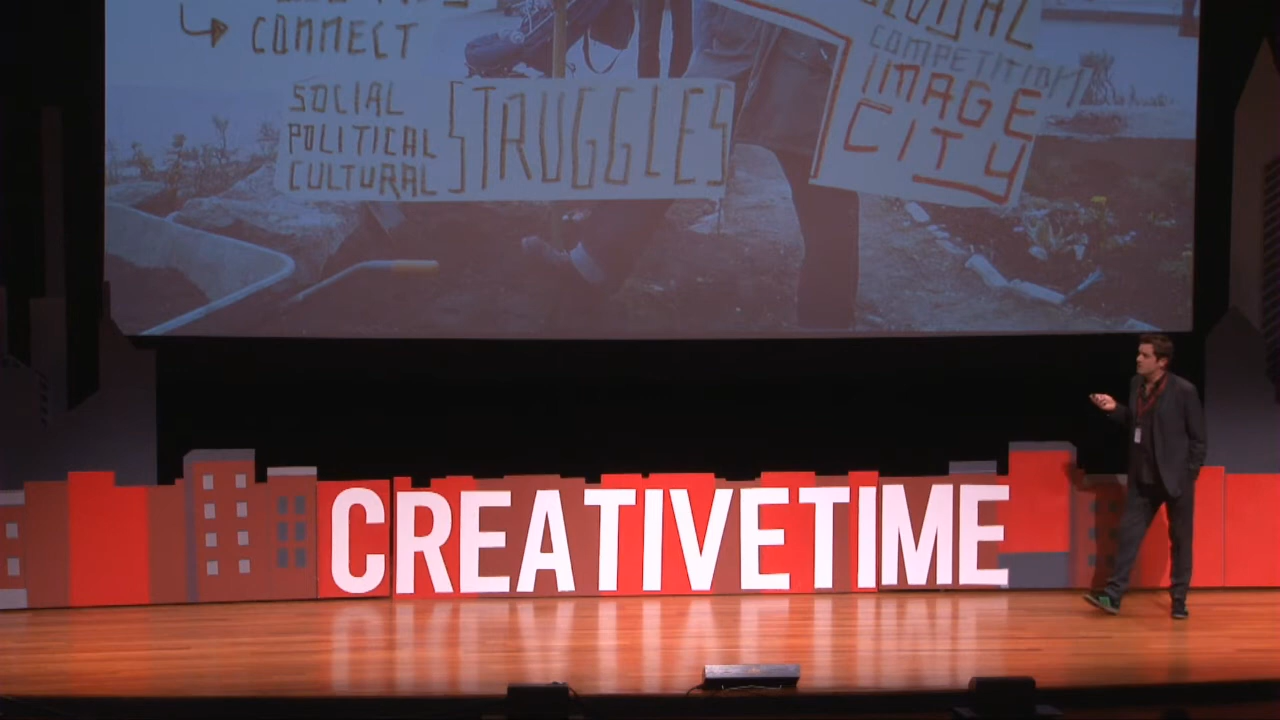 CONNECT
SOCIAL
POLITICAL
CULTURAL
STRUGGLES
COMPETITION
IMAGE
CITY
CREATIVETIME